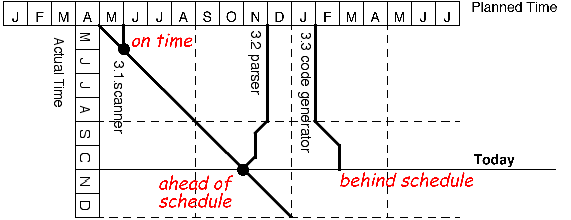 J F M A M J J A S O N D J F M A M J J
Planned Time
Actual Time
M
J
J
A
S
C
N
D
3.1.scanner
on time
3.2 parser
3.3 code generator
Today
ahead of
schedule
behind schedule